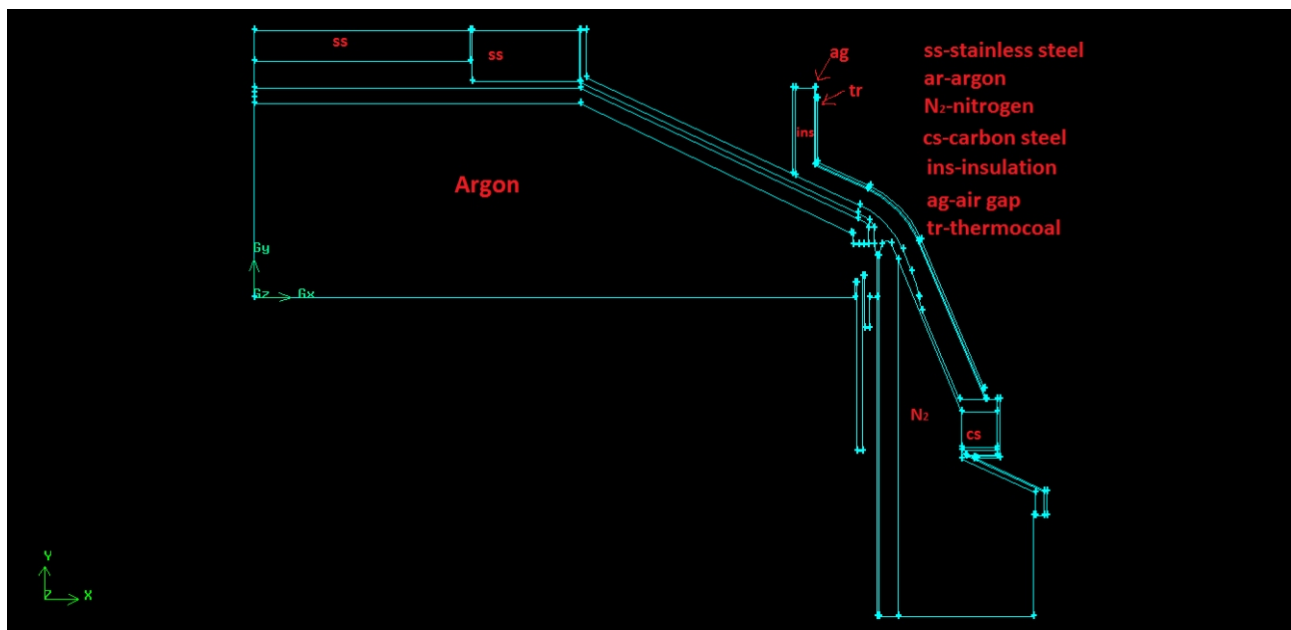 ss
ss
ag
tr
ins
ss-stainless steel
ar-argon
N₂-nitrogen
cs-carbon steel
ins-insulation
ag-air gap
tr-thermocoal
Argon
Gy
Gz
Gx
N₂
cs
Y
Z
X